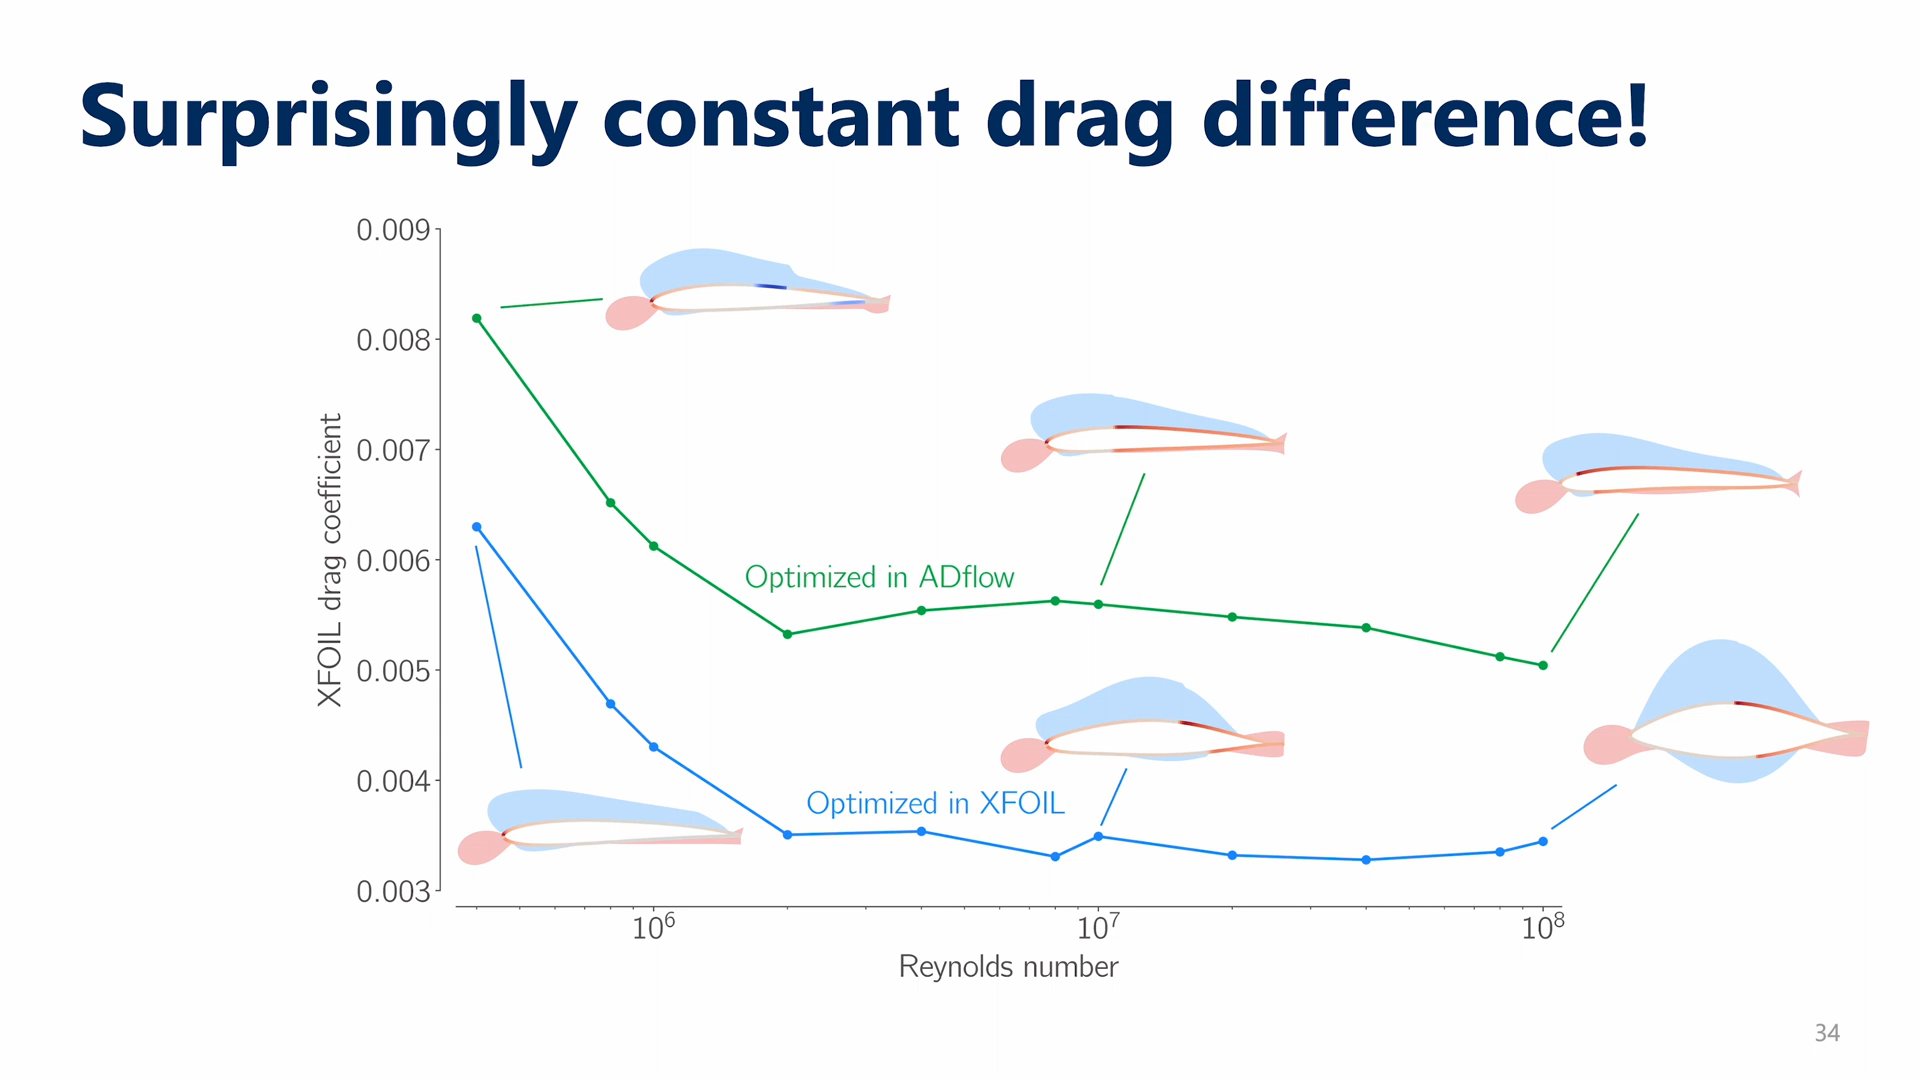 Surprisingly constant drag difference!
0.009
0.008
0.007
0.006
0.005
0.004
0.003
XFOIL drag coefficient
Optimized in ADflow
Optimized in XFOIL
10⁶
10⁷
10⁸
Reynolds number
34